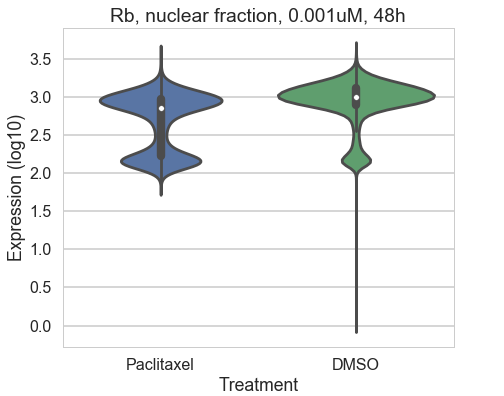 Rb, nuclear fraction, 0.001uM, 48h
Expression (log10)
3.5
3.0
2.5
2.0
1.5
1.0
0.5
0.0
Paclitaxel DMSO
Treatment